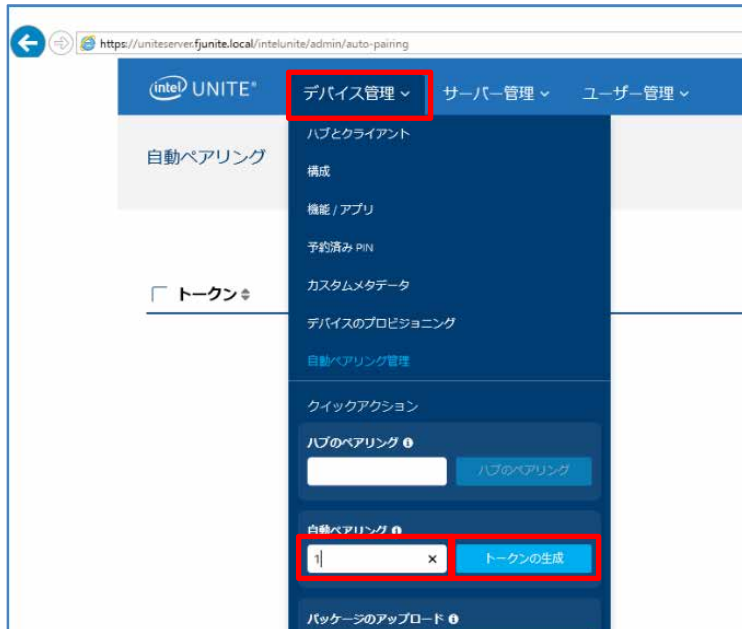 https://uniteserver.fjunite.local/intelunite/admin/auto-pairing
intel UNITE® デバイス管理 サーバー管理 ユーザー管理
自動ペアリング
ハブとクライアント
構成
機能 / アプリ
予約済み PIN
カスタムメタデータ
トークン
デバイスのプロビジョニング
自動ペアリング管理
クイックアクション
ハブのペアリング
ハブのペアリング
自動ペアリング
1 × トークンの生成
パッケージのアップロード